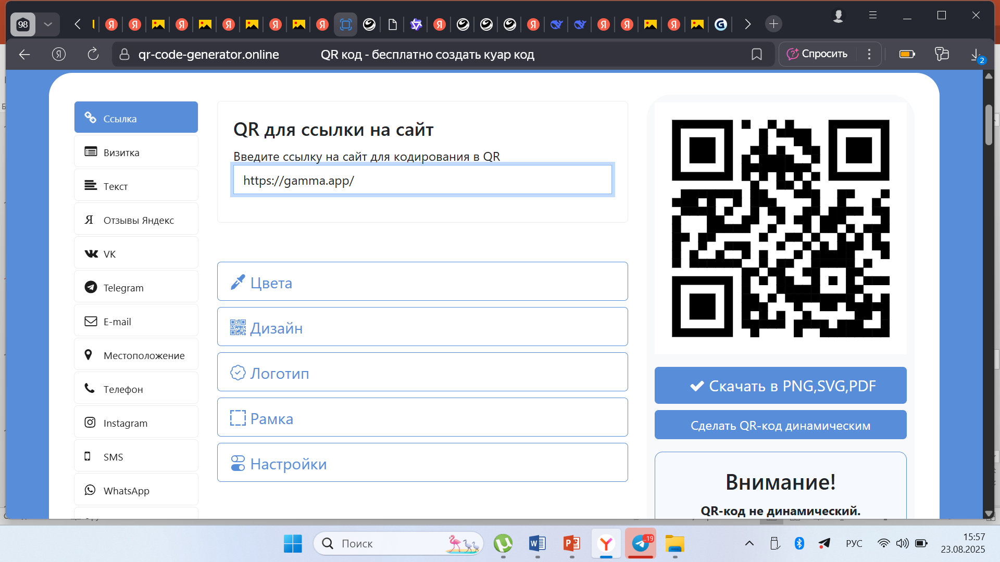 98
qr-code-generator.online
QR код - бесплатно создать куар код
Спросить
2
Ссылка
Визитка
Текст
Отзывы Яндекс
VK
Telegram
E-mail
Местоположение
Телефон
Instagram
SMS
WhatsApp
QR для ссылки на сайт
Введите ссылку на сайт для кодирования в QR
https://gamma.app/
Цвета
Дизайн
Логотип
Рамка
Настройки
Скачать в PNG,SVG,PDF
Сделать QR-код динамическим
Внимание!
QR-код не динамический.
Поиск
19
РУС
15:57
23.08.2025